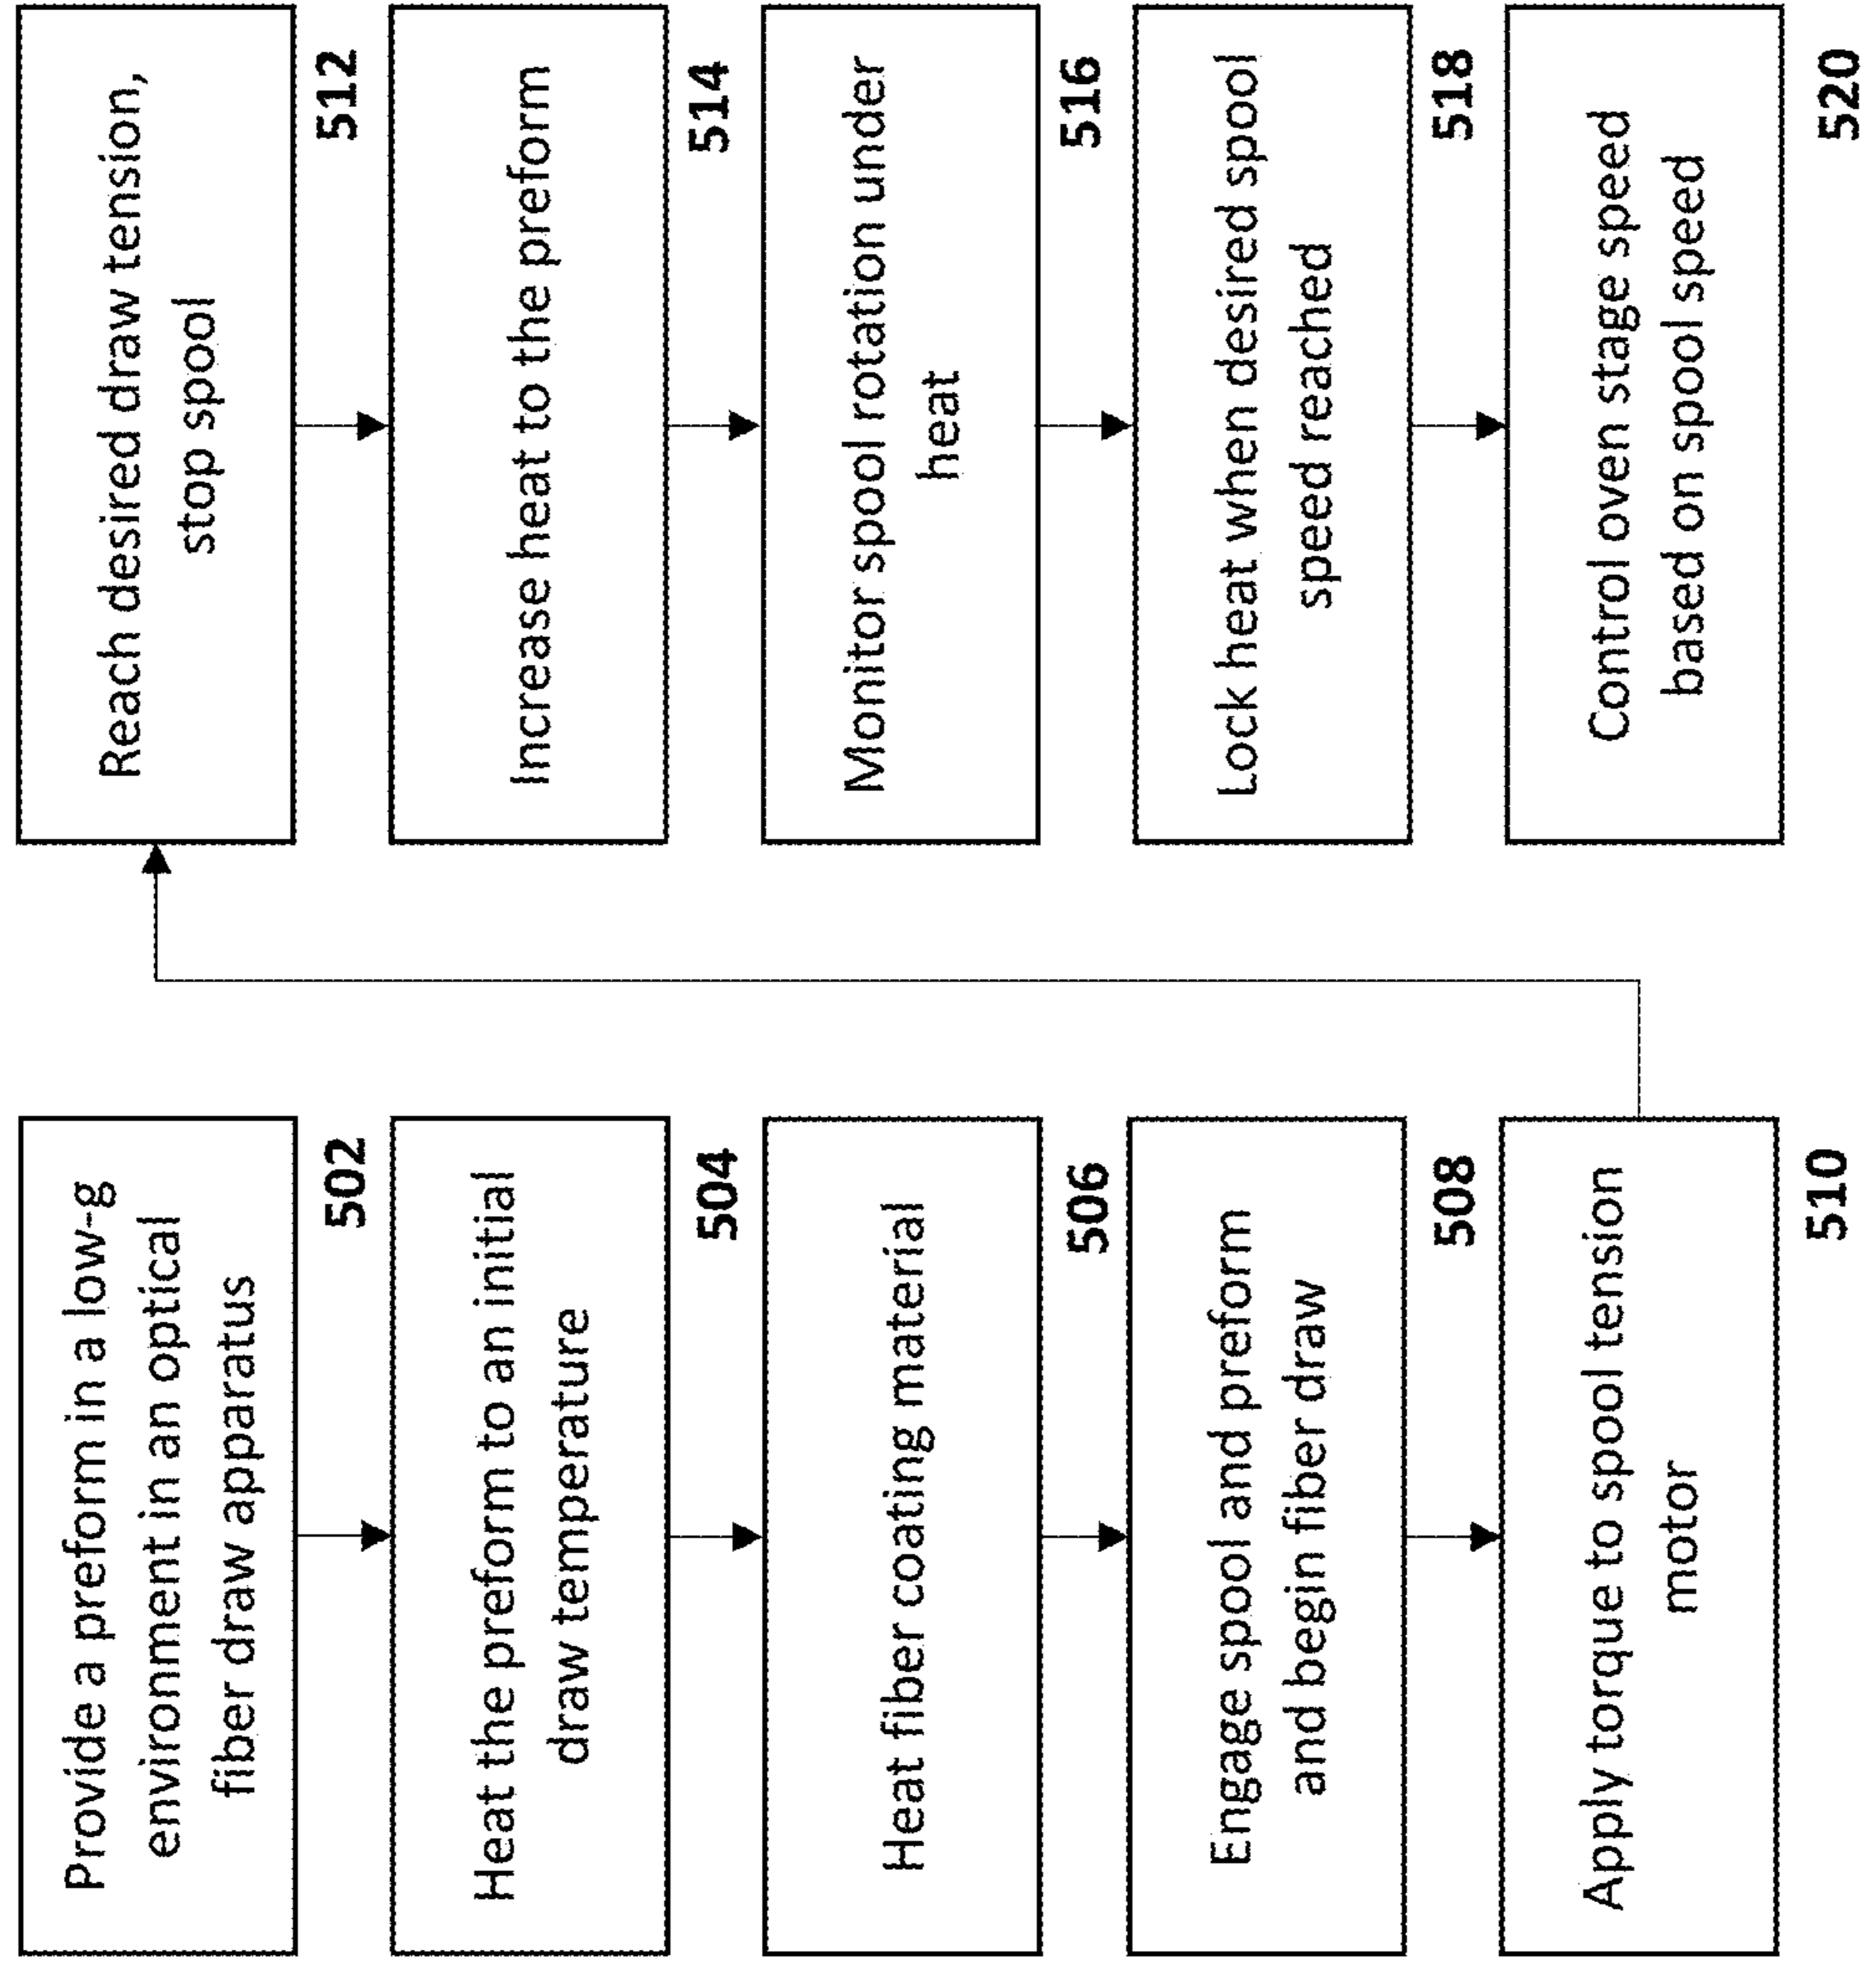 Provide a preform in a low-g
environment in an optical
fiber draw apparatus
502
Heat the preform to an initial
draw temperature
504
Heat fiber coating material
506
Engage spool and preform
and begin fiber draw
508
Apply torque to spool tension
motor
510
Reach desired draw tension,
stop spool
512
Increase heat to the preform
514
Monitor spool rotation under
heat
516
Lock heat when desired spool
speed reached
518
Control oven stage speed
based on spool speed
520